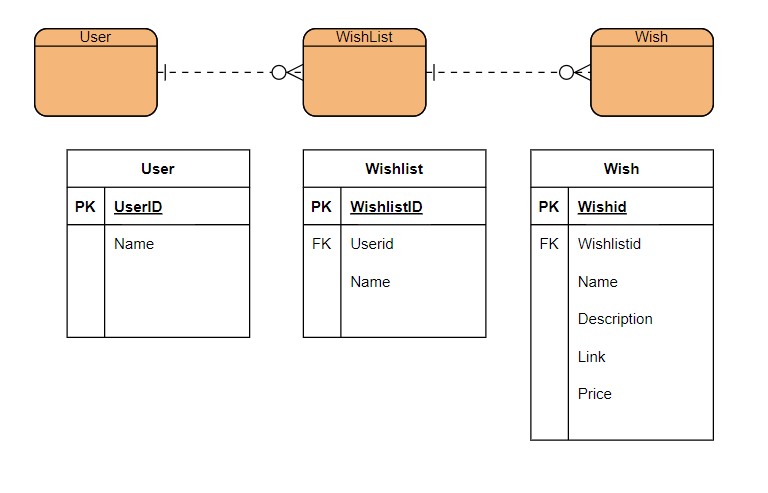 User
WishList
Wish
User
PK UserID
Name
Wishlist
PK WishlistID
FK Userid
Name
Wish
PK Wishid
FK Wishlistid
Name
Description
Link
Price